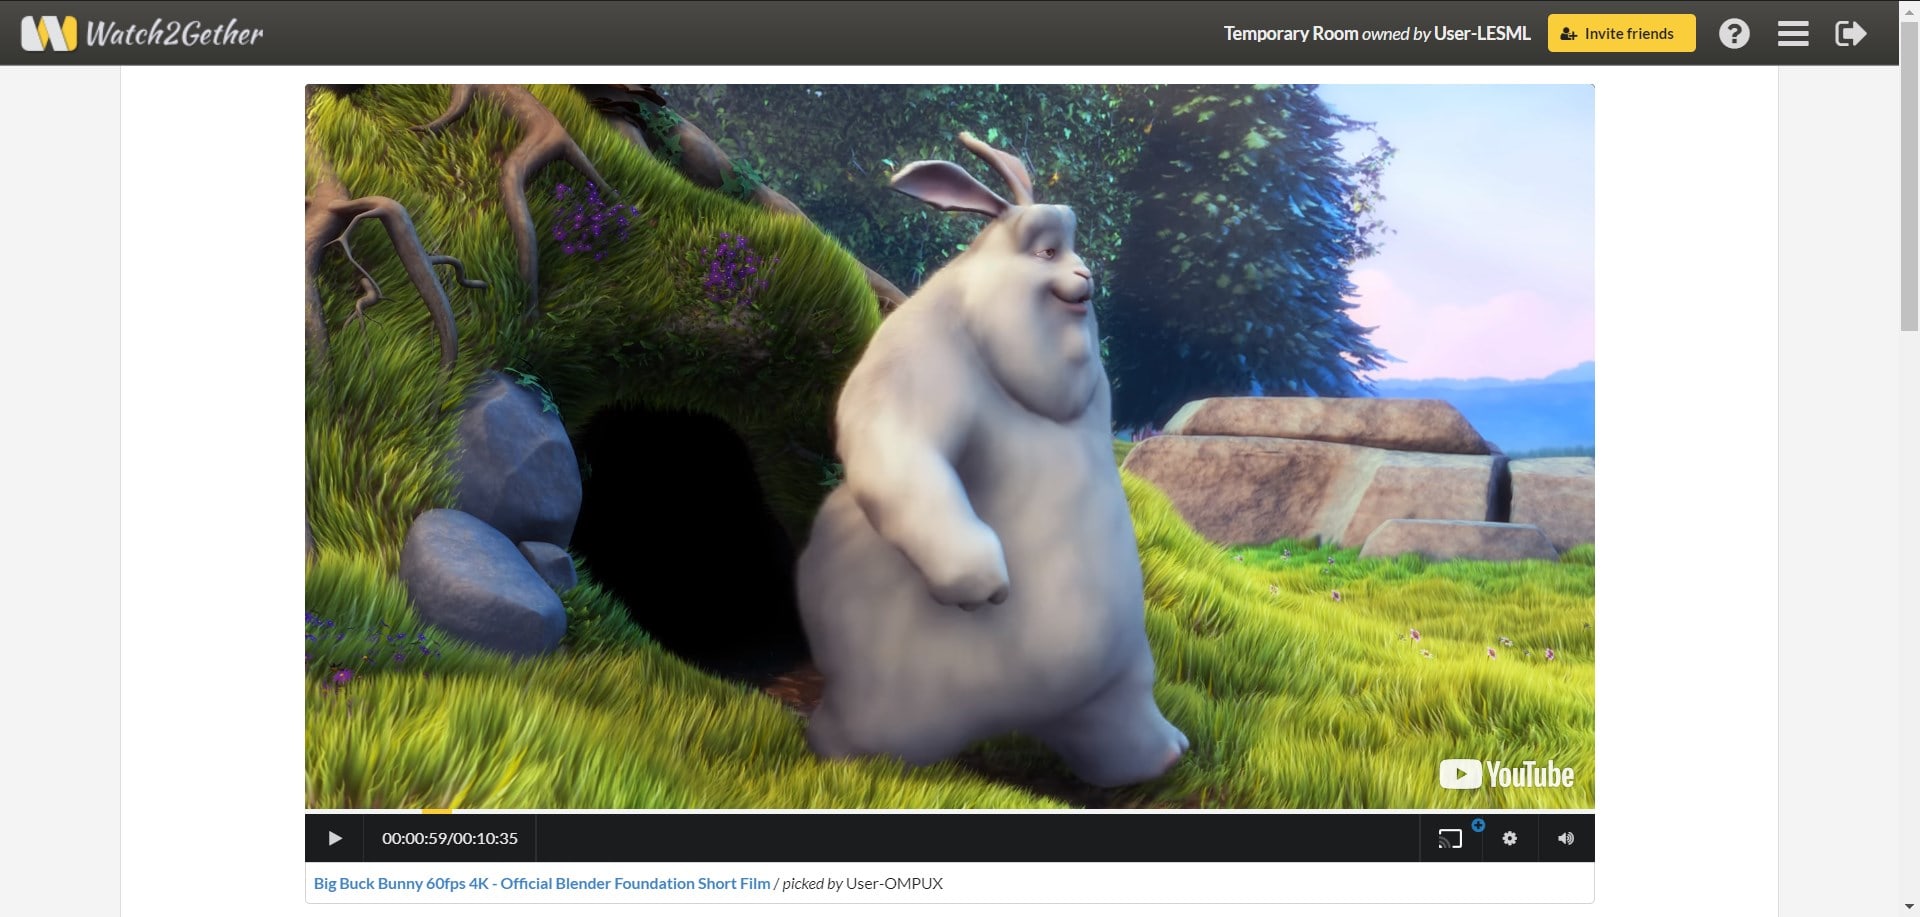 Watch2Gether
Temporary Room owned by User-LESML
Invite friends
YouTube
00:00:59/00:10:35
Big Buck Bunny 60fps 4K - Official Blender Foundation Short Film / picked by User-OMPUX